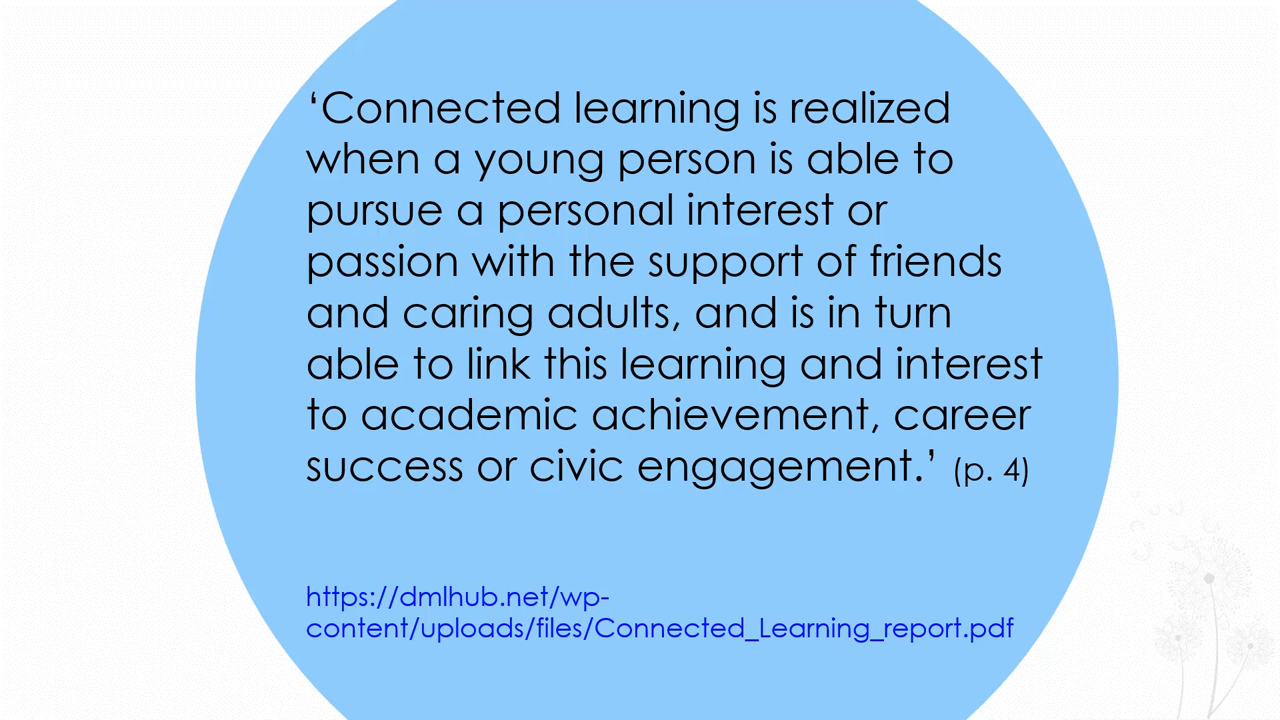 ‘Connected learning is realized
when a young person is able to
pursue a personal interest or
passion with the support of friends
and caring adults, and is in turn
able to link this learning and interest
to academic achievement, career
success or civic engagement.’ (p. 4)
https://dmlhub.net/wp-
content/uploads/files/Connected_Learning_report.pdf